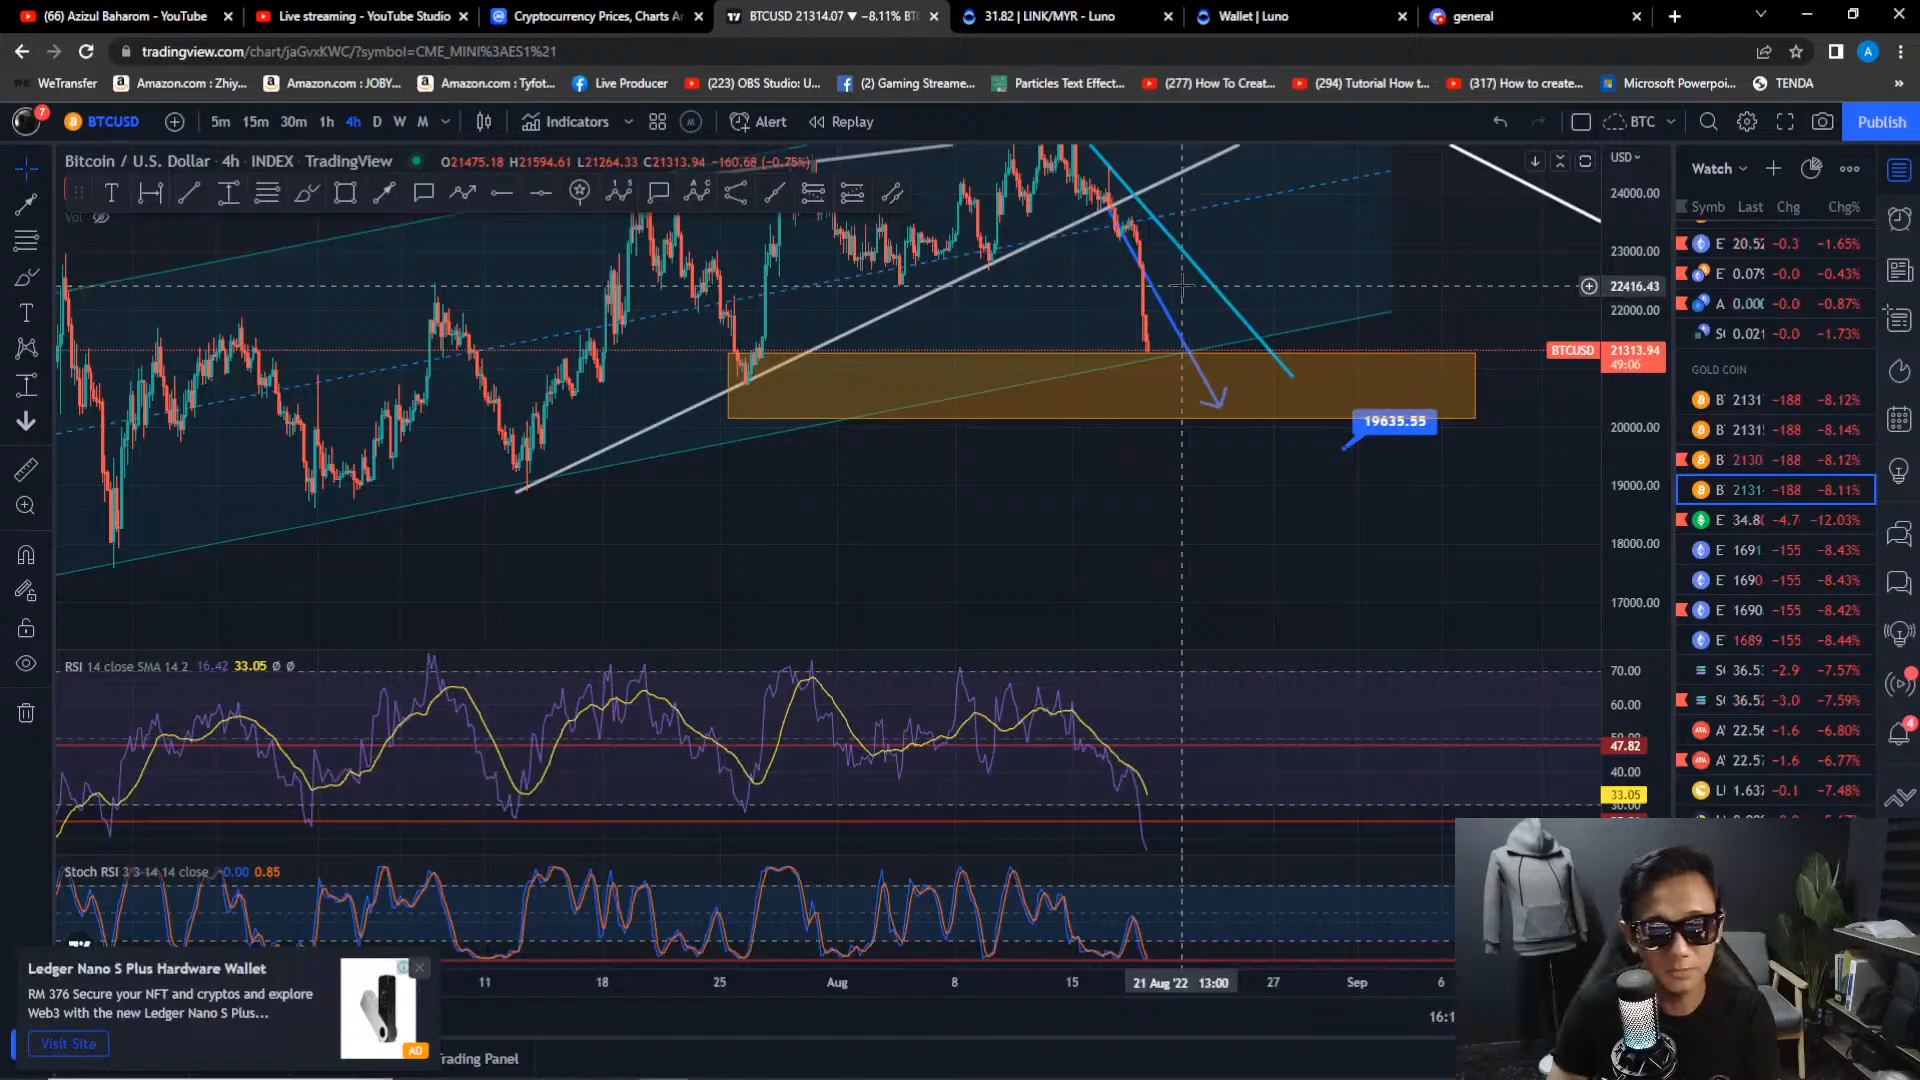 (66) Azizul Baharom - YouTube
Live streaming - YouTube Studio
Cryptocurrency Prices, Charts Ar
BTCUSD 21314.07 ▼ −8.11% BT
31.82 | LINK/MYR - Luno
Wallet | Luno
general
tradingview.com/chart/jaGvxKWC/?symbol=CME_MINI%3AES1%21
A
WeTransfer
Amazon.com : Zhiy...
Amazon.com : JOBY...
Amazon.com : Tyfot...
Live Producer
(223) OBS Studio: U...
(2) Gaming Streame...
Particles Text Effect...
(277) How To Creat...
(294) Tutorial How t...
(317) How to create...
Microsoft Powerpoi...
TENDA
»
7
BTCUSD
5m 15m 30m 1h 4h D W M
Indicators
Alert
Replay
BTC
Publish
Bitcoin / U.S. Dollar · 4h · INDEX · TradingView
O21475.18 H21594.61 L21264.33 C21313.94 −160.68 (−0.75%)
Vol
USD
24000.00
23000.00
22416.43
22000.00
BTCUSD 21313.94
49:06
20000.00
19635.55
19000.00
18000.00
17000.00
Watch
Symb Last Chg Chg%
E 20.52 −0.3 −1.65%
E 0.079 −0.0 −0.43%
A 0.000 −0.0 −0.87%
S 0.021 −0.0 −1.73%
GOLD COIN
B 2131 −188 −8.12%
B 2131 −188 −8.14%
B 2130 −188 −8.12%
B 2131 −188 −8.11%
E 34.80 −4.7 −12.03%
E 1691 −155 −8.43%
E 1690 −155 −8.43%
E 1690 −155 −8.42%
E 1689 −155 −8.44%
S 36.53 −2.9 −7.57%
S 36.52 −3.0 −7.59%
A 22.56 −1.6 −6.80%
A 22.57 −1.6 −6.77%
L 1.637 −0.1 −7.48%
4
RSI 14 close SMA 14 2 16.42 33.05 Ø Ø
70.00
60.00
47.82
40.00
33.05
30.00
Stoch RSI 3 3 14 14 close 0.00 0.85
11 18 25 Aug 8 15 21 Aug '22 13:00 27 Sep 6
16:1
Ledger Nano S Plus Hardware Wallet
RM 376 Secure your NFT and cryptos and explore
Web3 with the new Ledger Nano S Plus...
Visit Site
AD
rading Panel